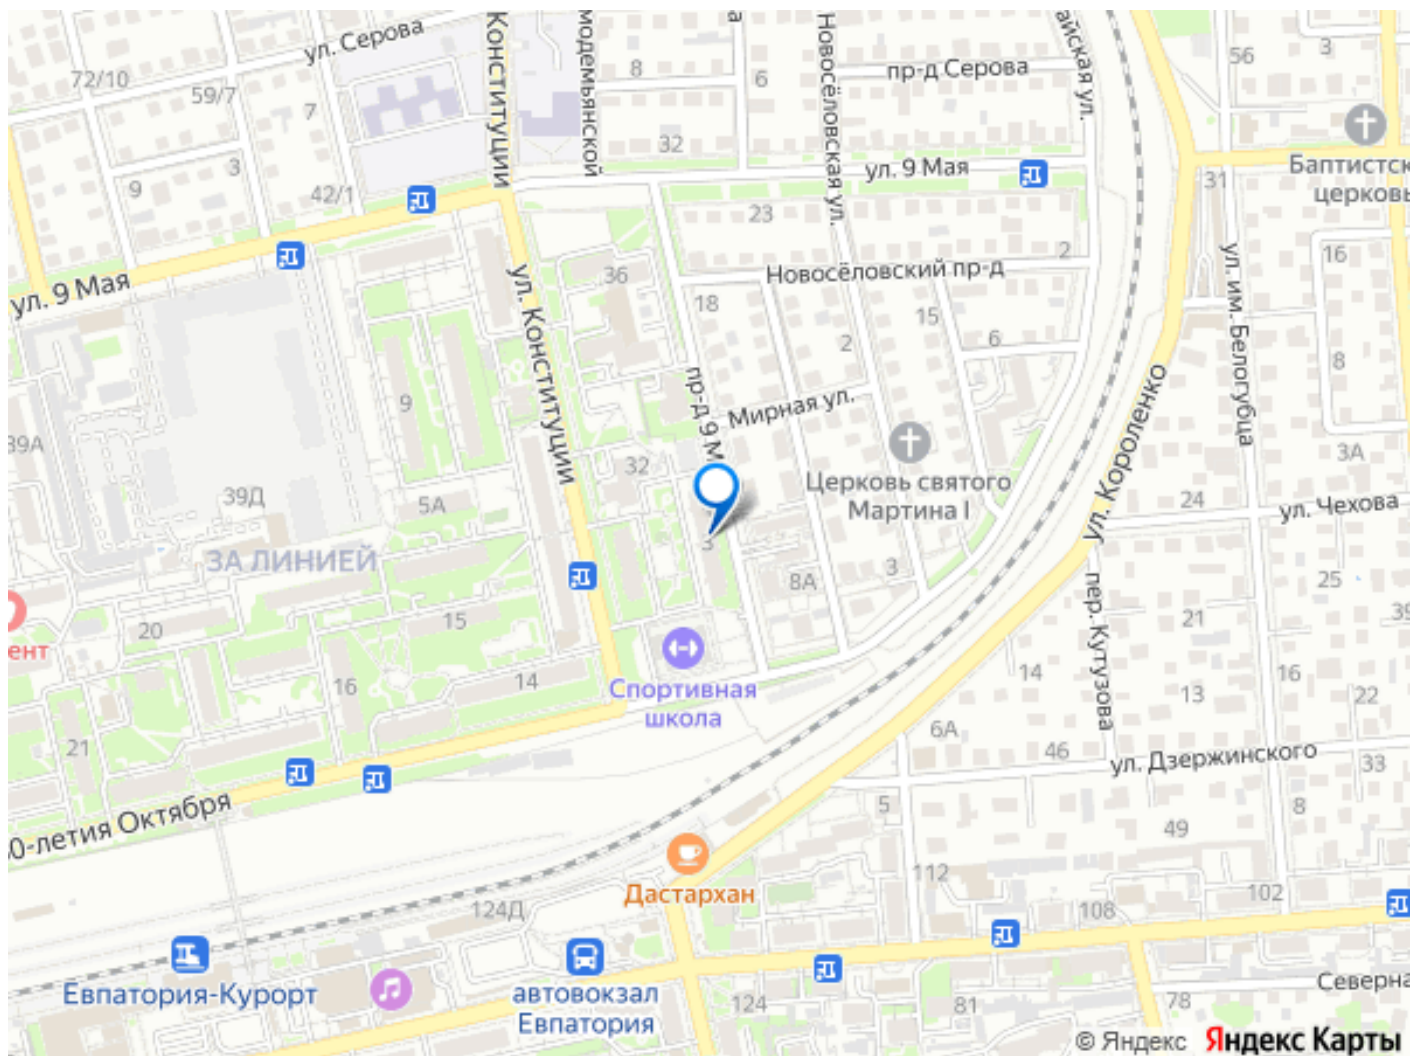 ул. Серова
72/10
59/7
7
3
9
42/1
ул. 9 Мая
Конституции
модемьянской
8
6
32
Новосёловская ул.
пр-д Серова
ул. 9 Мая
23
56
3
Баптистск
церковь
31
16
8
ул. им. Белогубца
2
Новосёловский пр-д
36
18
15
2
6
ул. Конституции
пр-д 9 М
Мирная ул.
9
39А
39Д
5А
32
Церковь святого
Мартина I
ул. Короленко
24
3А
ул. Чехова
25
ЗА ЛИНИЕЙ
3
8А
3
пер. Кутузова
21
20
15
ент
16
14
21
Спортивная
школа
14
13
16
22
6А
46
ул. Дзержинского
33
0-летия Октября
5
8
49
Дастархан
124Д
112
108
102
Евпатория-Курорт
автовокзал
Евпатория
124
81
78
Северна
© Яндекс Яндекс Карты